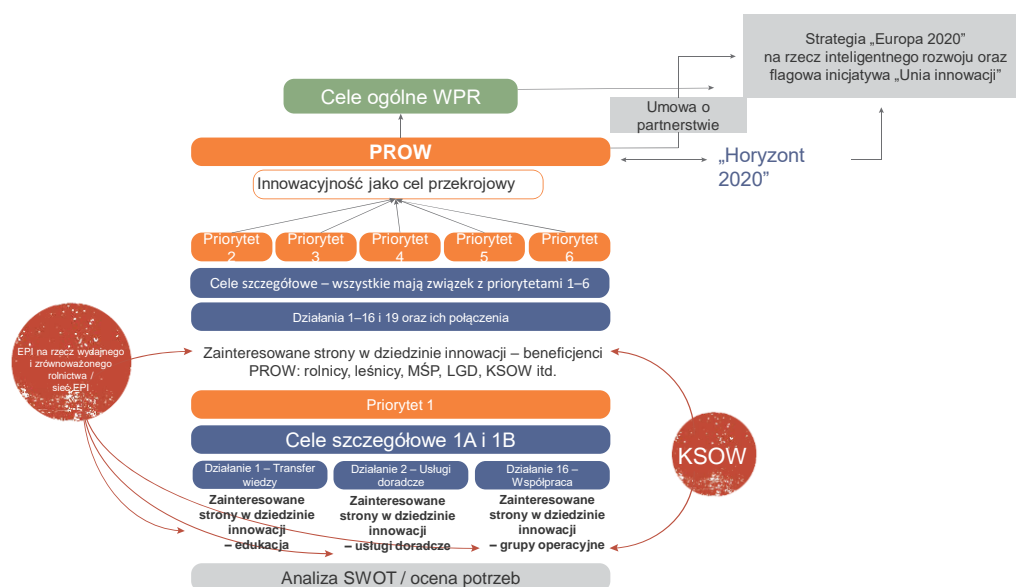 Strategia „Europa 2020”
na rzecz inteligentnego rozwoju oraz
flagowa inicjatywa „Unia innowacji”
Cele ogólne WPR
Umowa o
partnerstwie
PROW
„Horyzont
2020”
Innowacyjność jako cel przekrojowy
Priorytet
2
Priorytet
3
Priorytet
4
Priorytet
5
Priorytet
6
Cele szczegółowe – wszystkie mają związek z priorytetami 1–6
Działania 1–16 i 19 oraz ich połączenia
EPI na rzecz wydajnego
i zrównoważonego
rolnictwa /
sieć EPI
Zainteresowane strony w dziedzinie innowacji – beneficjenci
PROW: rolnicy, leśnicy, MŚP, LGD, KSOW itd.
Priorytet 1
Cele szczegółowe 1A i 1B
KSOW
Działanie 1 – Transfer
wiedzy
Działanie 2 – Usługi
doradcze
Działanie 16 –
Współpraca
Zainteresowane
strony w dziedzinie
innowacji
– edukacja
Zainteresowane
strony w dziedzinie
innowacji
– usługi doradcze
Zainteresowane
strony w dziedzinie
innowacji
– grupy operacyjne
Analiza SWOT / ocena potrzeb